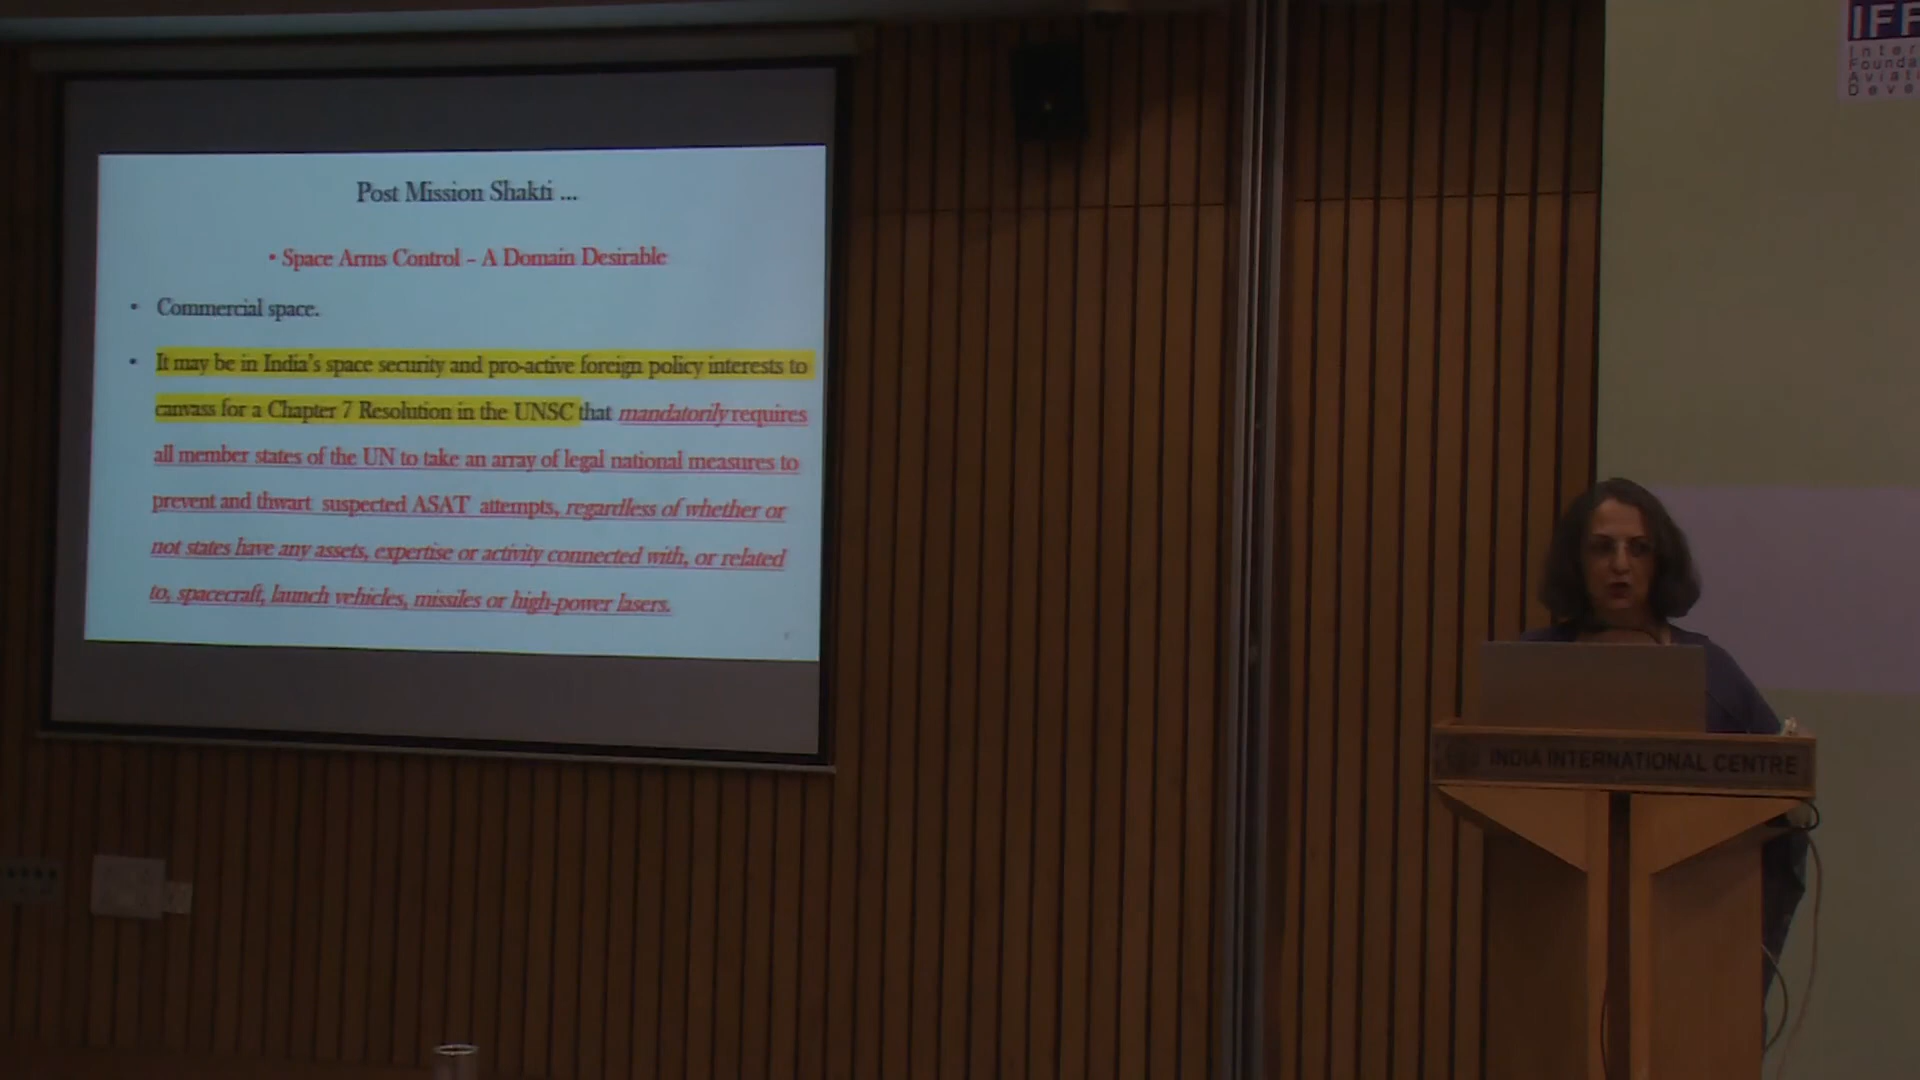 Post Mission Shakti ...
• Space Arms Control – A Domain Desirable
• Commercial space.
• It may be in India's space security and pro-active foreign policy interests to
canvass for a Chapter 7 Resolution in the UNSC that mandatorily requires
all member states of the UN to take an array of legal national measures to
prevent and thwart suspected ASAT attempts, regardless of whether or
not states have any assets, expertise or activity connected with, or related
to, spacecraft, launch vehicles, missiles or high-power lasers.
INDIA INTERNATIONAL CENTRE
Inter
Founda
Aviati
Deve